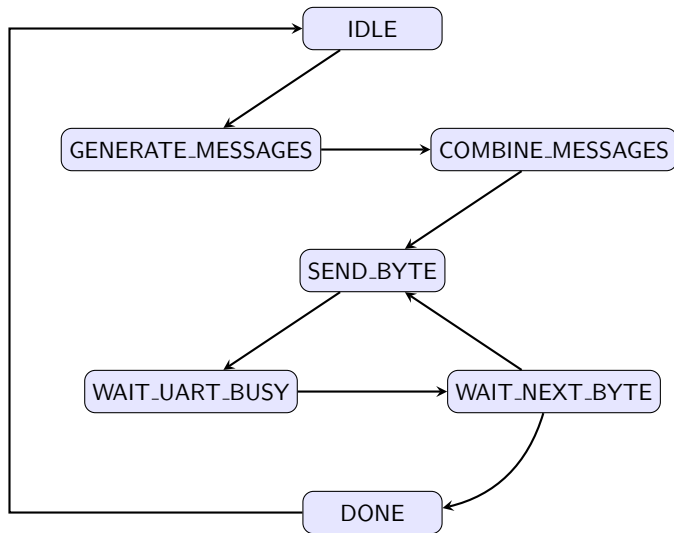 IDLE
GENERATE_MESSAGES
COMBINE_MESSAGES
SEND_BYTE
WAIT_UART_BUSY
WAIT_NEXT_BYTE
DONE